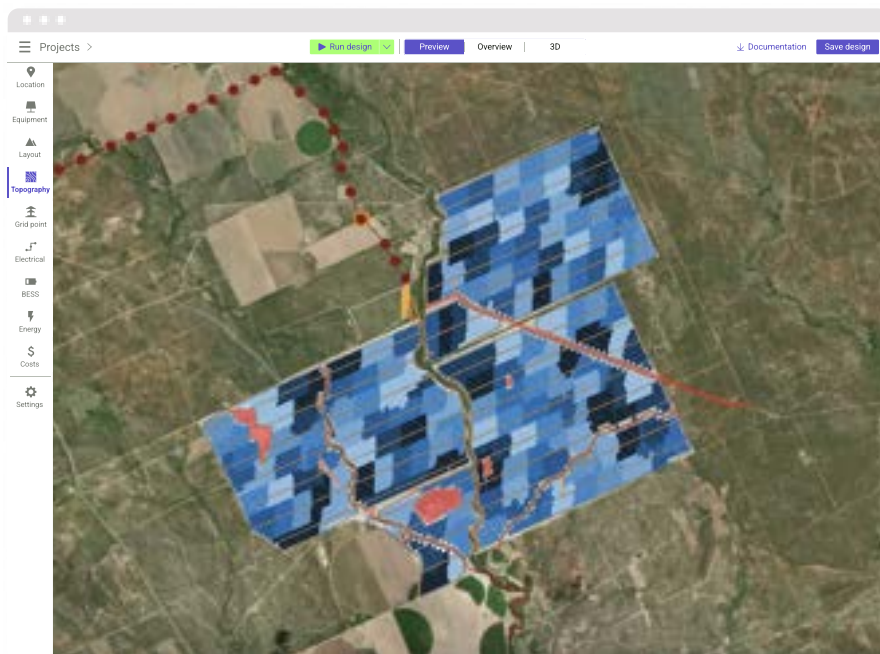 Projects
Run design
Preview
Overview
3D
Documentation
Save design
Location
Equipment
Layout
Topography
Grid point
Electrical
BESS
Energy
Costs
Settings